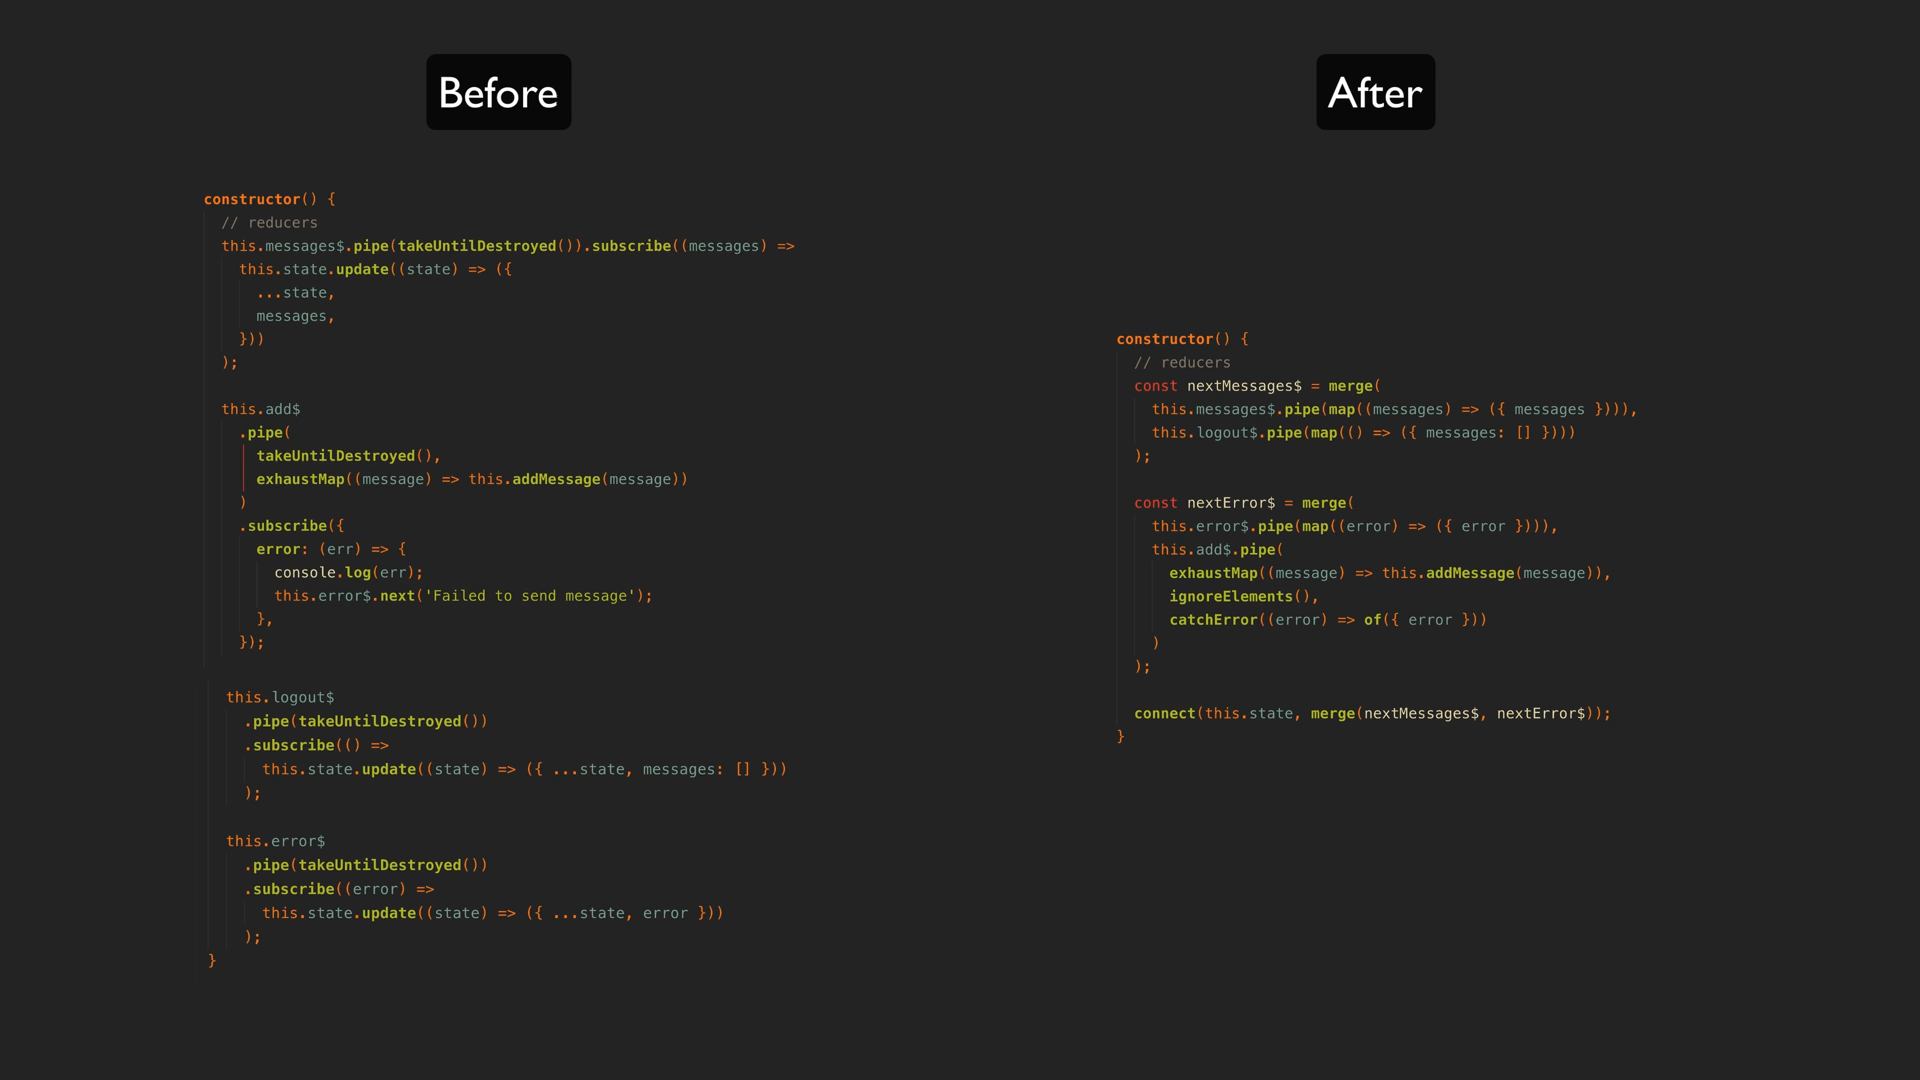 Before
constructor() {
  // reducers
  this.messages$.pipe(takeUntilDestroyed()).subscribe((messages) =>
    this.state.update((state) => ({
      ...state,
      messages,
    }))
  );
  this.add$
    .pipe(
      takeUntilDestroyed(),
      exhaustMap((message) => this.addMessage(message))
    )
    .subscribe({
      error: (err) => {
        console.log(err);
        this.error$.next('Failed to send message');
      },
    });
  this.logout$
    .pipe(takeUntilDestroyed())
    .subscribe(() =>
      this.state.update((state) => ({ ...state, messages: [] }))
    );
  this.error$
    .pipe(takeUntilDestroyed())
    .subscribe((error) =>
      this.state.update((state) => ({ ...state, error }))
    );
}
After
constructor() {
  // reducers
  const nextMessages$ = merge(
    this.messages$.pipe(map((messages) => ({ messages }))),
    this.logout$.pipe(map(() => ({ messages: [] })))
  );
  const nextError$ = merge(
    this.error$.pipe(map((error) => ({ error }))),
    this.add$.pipe(
      exhaustMap((message) => this.addMessage(message)),
      ignoreElements(),
      catchError((error) => of({ error }))
    )
  );
  connect(this.state, merge(nextMessages$, nextError$));
}